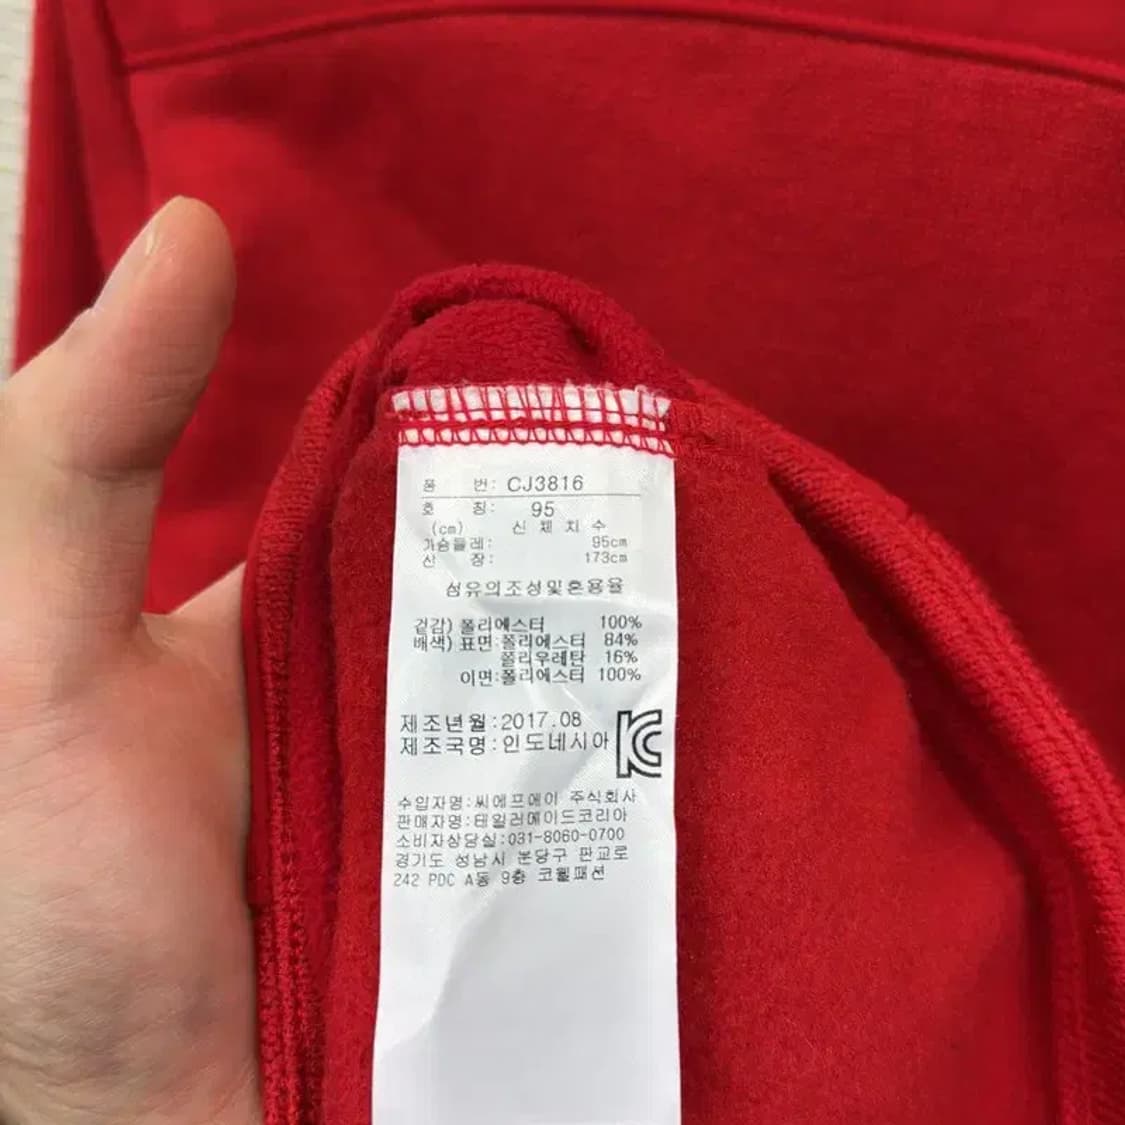 품 번: CJ3816
호 칭: 95
(cm) 신 체 치 수
가슴둘레: 95cm
신 장: 173cm
섬유의조성및혼용율
겉감) 폴리에스터 100%
배색) 표면:폴리에스터 84%
폴리우레탄 16%
이면:폴리에스터 100%
제조년월:2017.08
제조국명:인도네시아
KC
수입자명:씨에프에이 주식회사
판매자명:테일러메이드코리아
소비자상담실:031-8060-0700
경기도 성남시 분당구 판교로
242 PDC A동 9층 코웰패션